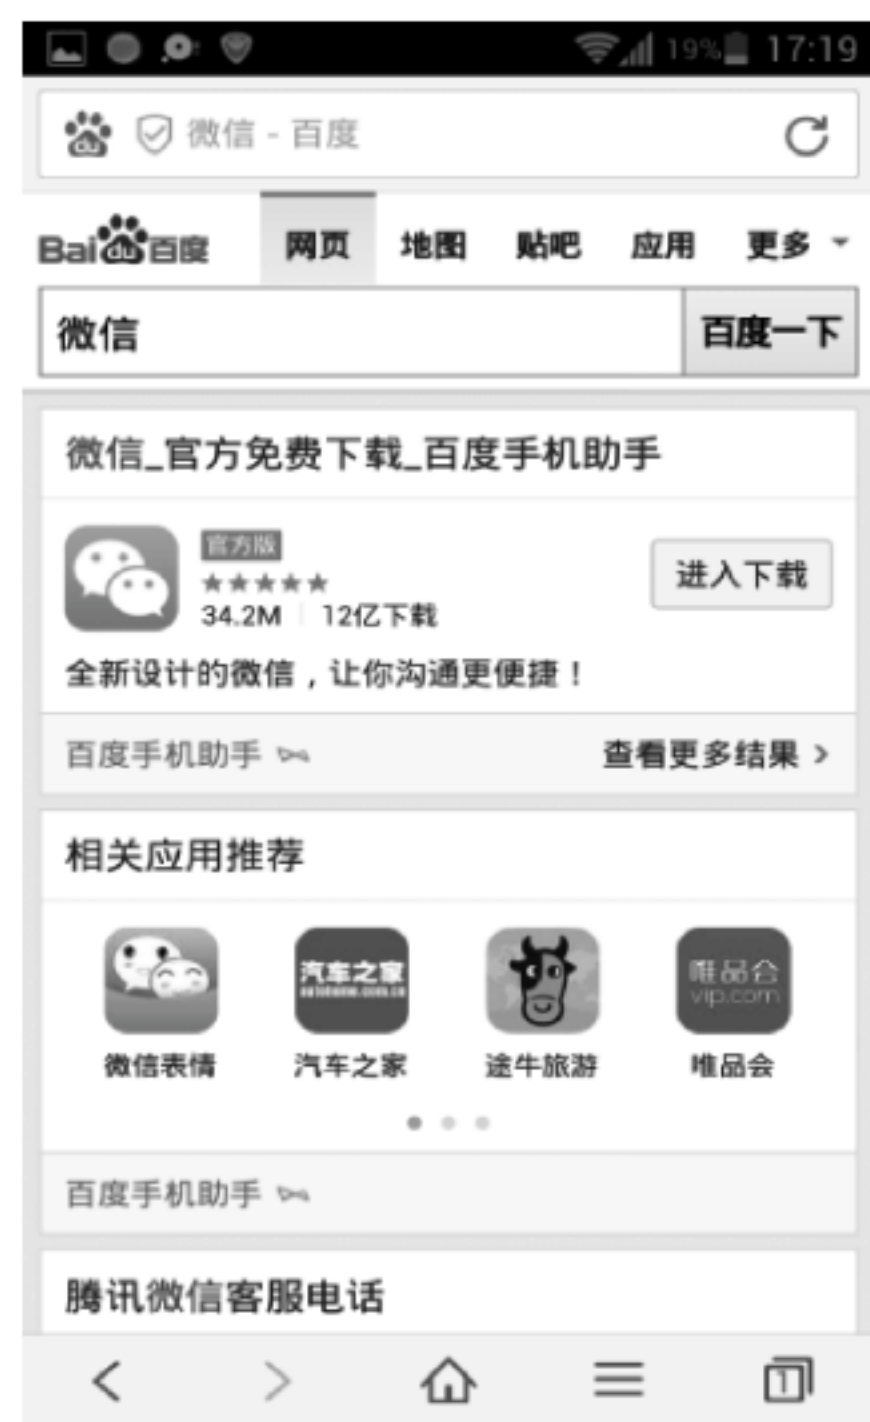 19% 17:19
微信 - 百度
Bai du 百度 网页 地图 贴吧 应用 更多
微信 百度一下
微信_官方免费下载_百度手机助手
官方版
34.2M 12亿下载 进入下载
全新设计的微信，让你沟通更便捷！
百度手机助手 查看更多结果 >
相关应用推荐
汽车之家 autohome.com.cn 唯品会 vip.com
微信表情 汽车之家 途牛旅游 唯品会
百度手机助手
腾讯微信客服电话
1